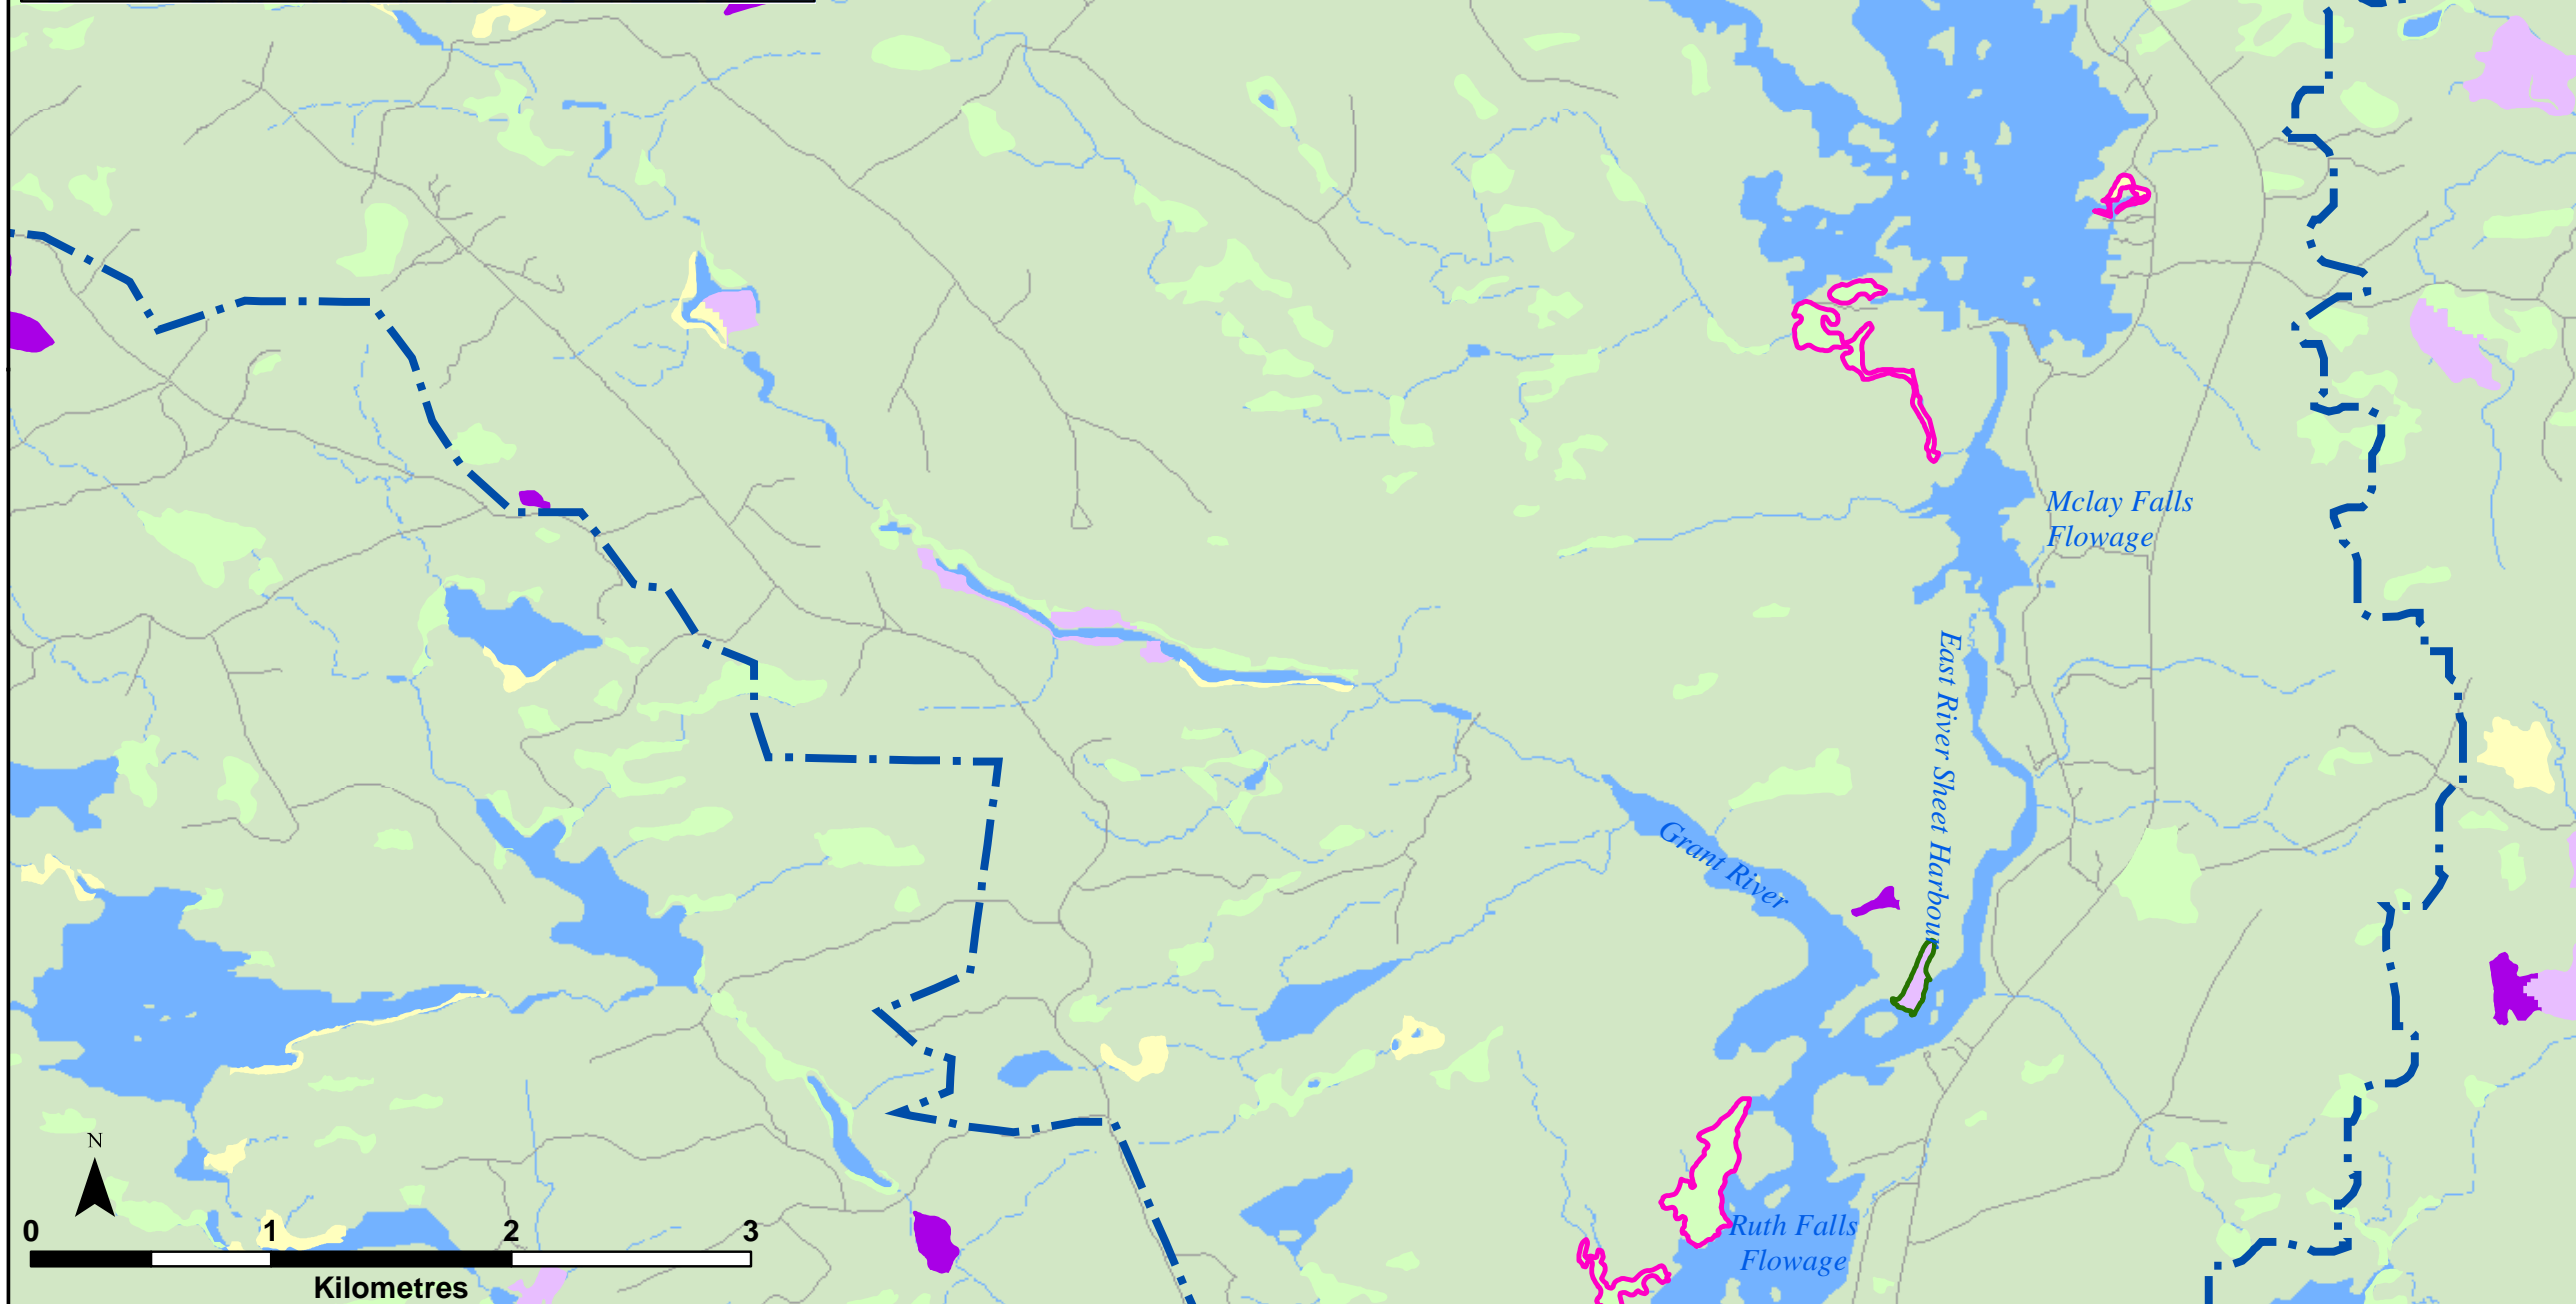 Mclay Falls
Flowage
East River Sheet Harbour
Grant River
N
0 1 2 3
Kilometres
Ruth Falls
Flowage